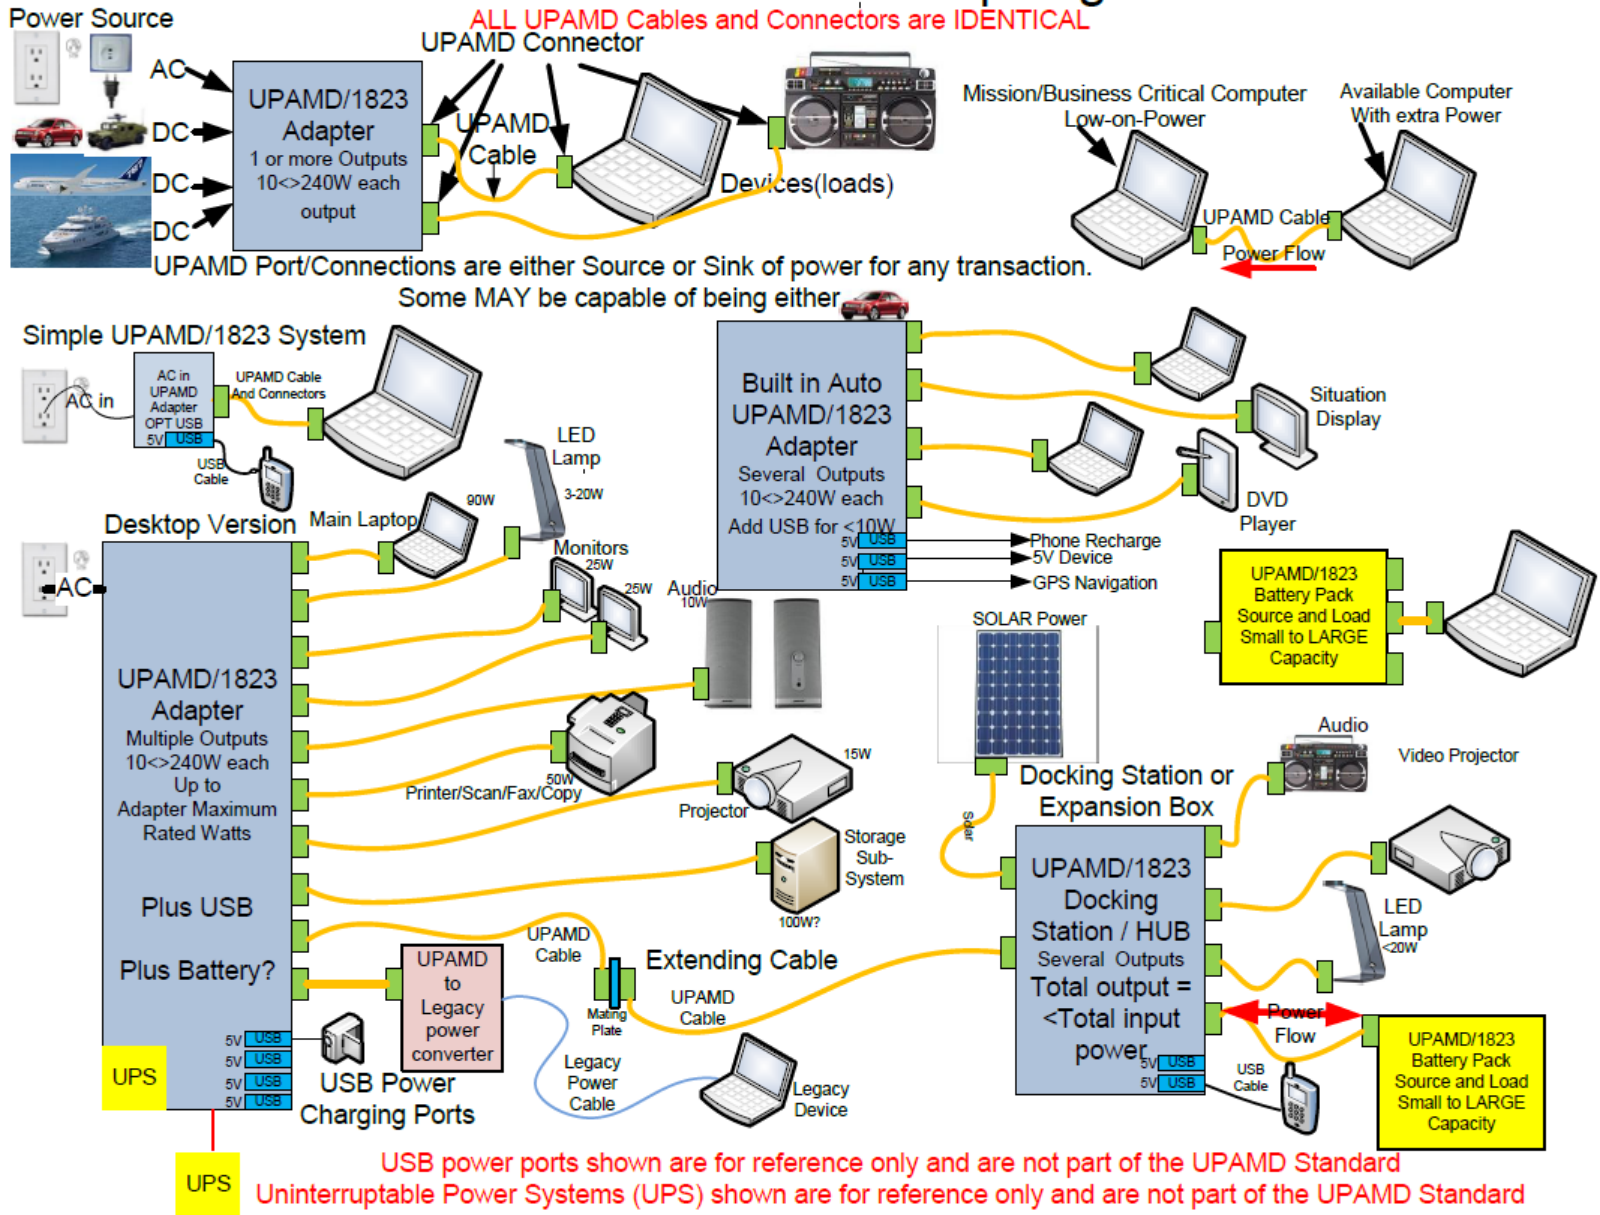 ALL UPAMD Cables and Connectors are IDENTICAL
Power Source
UPAMD Connector
AC
DC
DC
DC
UPAMD/1823
Adapter
1 or more Outputs
10<>240W each
output
UPAMD
Cable
Devices(loads)
Mission/Business Critical Computer
Low-on-Power
Available Computer
With extra Power
UPAMD Cable
Power Flow
UPAMD Port/Connections are either Source or Sink of power for any transaction.
Some MAY be capable of being either
Simple UPAMD/1823 System
AC in
AC in
UPAMD
Adapter
OPT USB
5V USB
UPAMD Cable
And Connectors
USB
Cable
Built in Auto
UPAMD/1823
Adapter
Several Outputs
10<>240W each
Add USB for <10W
5V USB
5V USB
5V USB
Phone Recharge
5V Device
GPS Navigation
Situation
Display
DVD
Player
UPAMD/1823
Battery Pack
Source and Load
Small to LARGE
Capacity
Desktop Version
AC
UPAMD/1823
Adapter
Multiple Outputs
10<>240W each
Up to
Adapter Maximum
Rated Watts
Plus USB
Plus Battery?
5V USB
5V USB
5V USB
5V USB
UPS
UPS
Main Laptop
90W
LED
Lamp
3-20W
Monitors
25W
25W
Audio
10W
50W
Printer/Scan/Fax/Copy
Projector
15W
Storage
Sub-
System
100W?
UPAMD
Cable
Mating
Plate
Extending Cable
UPAMD
Cable
UPAMD
to
Legacy
power
converter
Legacy
Power
Cable
Legacy
Device
USB Power
Charging Ports
SOLAR Power
Solar
Docking Station or
Expansion Box
UPAMD/1823
Docking
Station / HUB
Several Outputs
Total output =
<Total input
power
5V USB
5V USB
USB
Cable
Audio
Video Projector
LED
Lamp
<20W
Power
Flow
UPAMD/1823
Battery Pack
Source and Load
Small to LARGE
Capacity
USB power ports shown are for reference only and are not part of the UPAMD Standard
Uninterruptable Power Systems (UPS) shown are for reference only and are not part of the UPAMD Standard